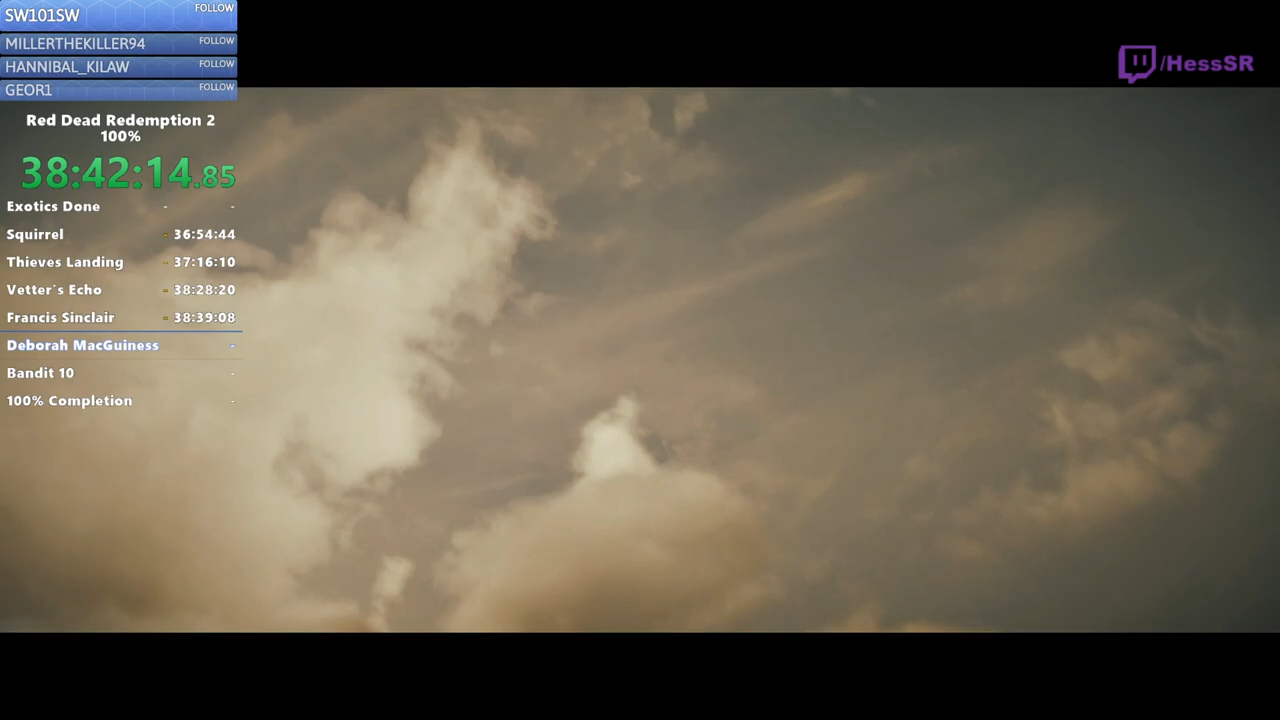 SW101SW FOLLOW
MILLERTHEKILLER94 FOLLOW
HANNIBAL_KILAW FOLLOW
GEOR1 FOLLOW
/HessSR
Red Dead Redemption 2
100%
38:42:14.85
Exotics Done - -
Squirrel - 36:54:44
Thieves Landing - 37:16:10
Vetter's Echo - 38:28:20
Francis Sinclair - 38:39:08
Deborah MacGuiness -
Bandit 10 -
100% Completion -